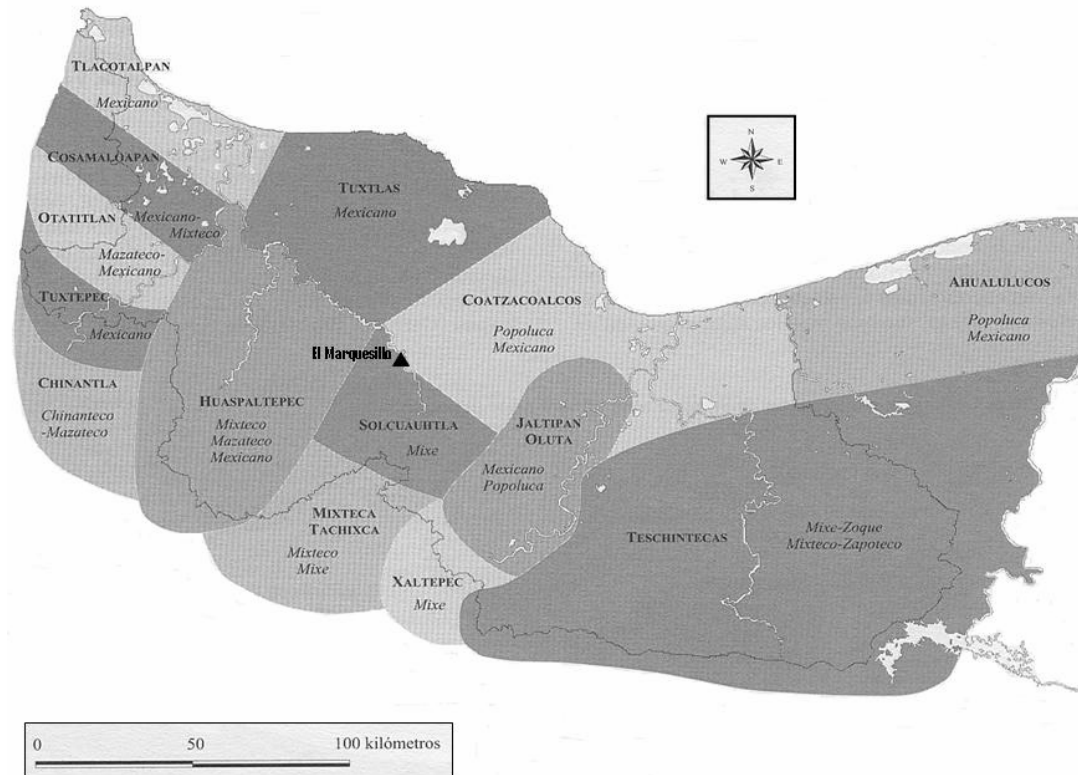 TLACOTALPAN
Mexicano
COSAMALOAPAN
Mexicano-
Mixteco
OTATITLAN
Mazateco-
Mexicano
TUXTEPEC
Mexicano
CHINANTLA
Chinanteco
-Mazateco
TUXTLAS
Mexicano
N
W
E
S
COATZACOALCOS
Popoluca
Mexicano
AHUALULUCOS
Popoluca
Mexicano
El Marquesillo
HUASPALTEPEC
Mixteco
Mazateco
Mexicano
SOLCUAUHTLA
Mixe
JALTIPAN
OLUTA
Mexicano
Popoluca
MIXTECA
TACHIXCA
Mixteco
Mixe
XALTEPEC
Mixe
TESCHINTECAS
Mixe-Zoque
Mixteco-Zapoteco
0 50 100 kilómetros